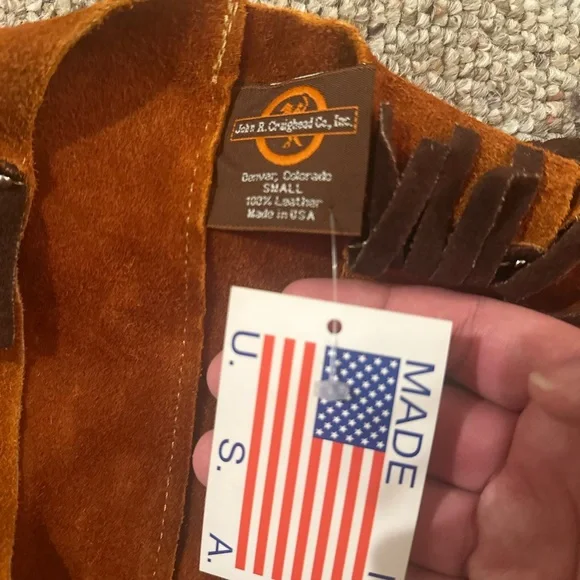 John R. Craighead Co., Inc.
Denver, Colorado
SMALL
100% Leather
Made in USA
MADE
U. S. A.